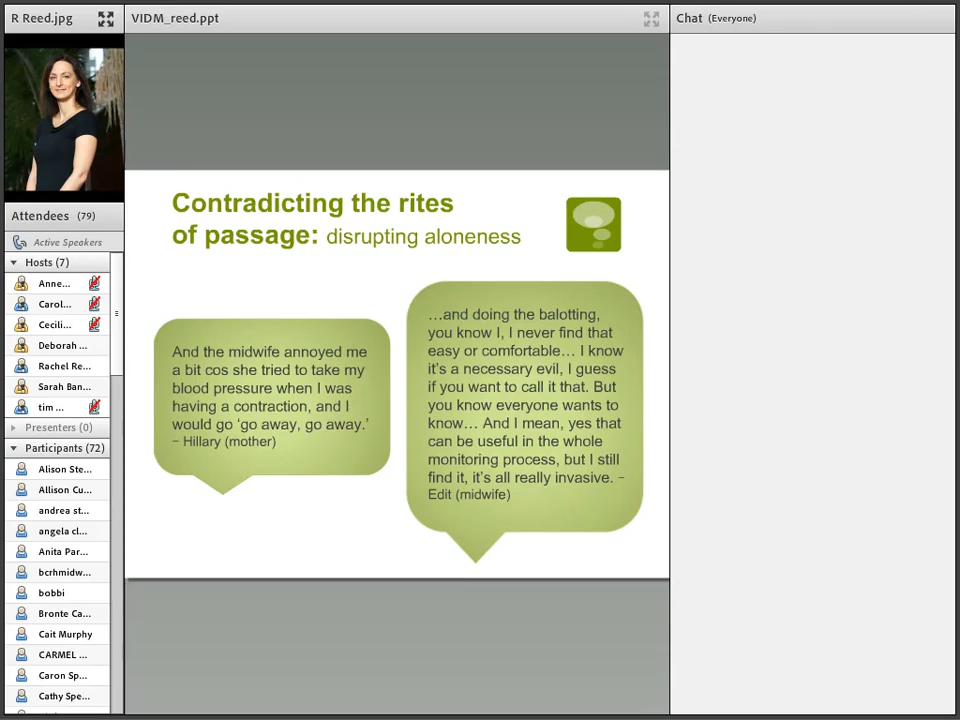 R Reed.jpg
VIDM_reed.ppt
Chat (Everyone)
Attendees (79)
Active Speakers
Hosts (7)
Anne...
Carol...
Cecili...
Deborah ...
Rachel Re...
Sarah Ban...
tim ...
Presenters (0)
Participants (72)
Alison Ste...
Allison Cu...
andrea st...
angela cl...
Anita Par...
bcrhmidw...
bobbi
Bronte Ca...
Cait Murphy
CARMEL ...
Caron Sp...
Cathy Spe...
Contradicting the rites
of passage: disrupting aloneness
And the midwife annoyed me
a bit cos she tried to take my
blood pressure when I was
having a contraction, and I
would go ‘go away, go away.’
− Hillary (mother)
…and doing the balotting,
you know I, I never find that
easy or comfortable… I know
it’s a necessary evil, I guess
if you want to call it that. But
you know everyone wants to
know… And I mean, yes that
can be useful in the whole
monitoring process, but I still
find it, it’s all really invasive. −
Edit (midwife)